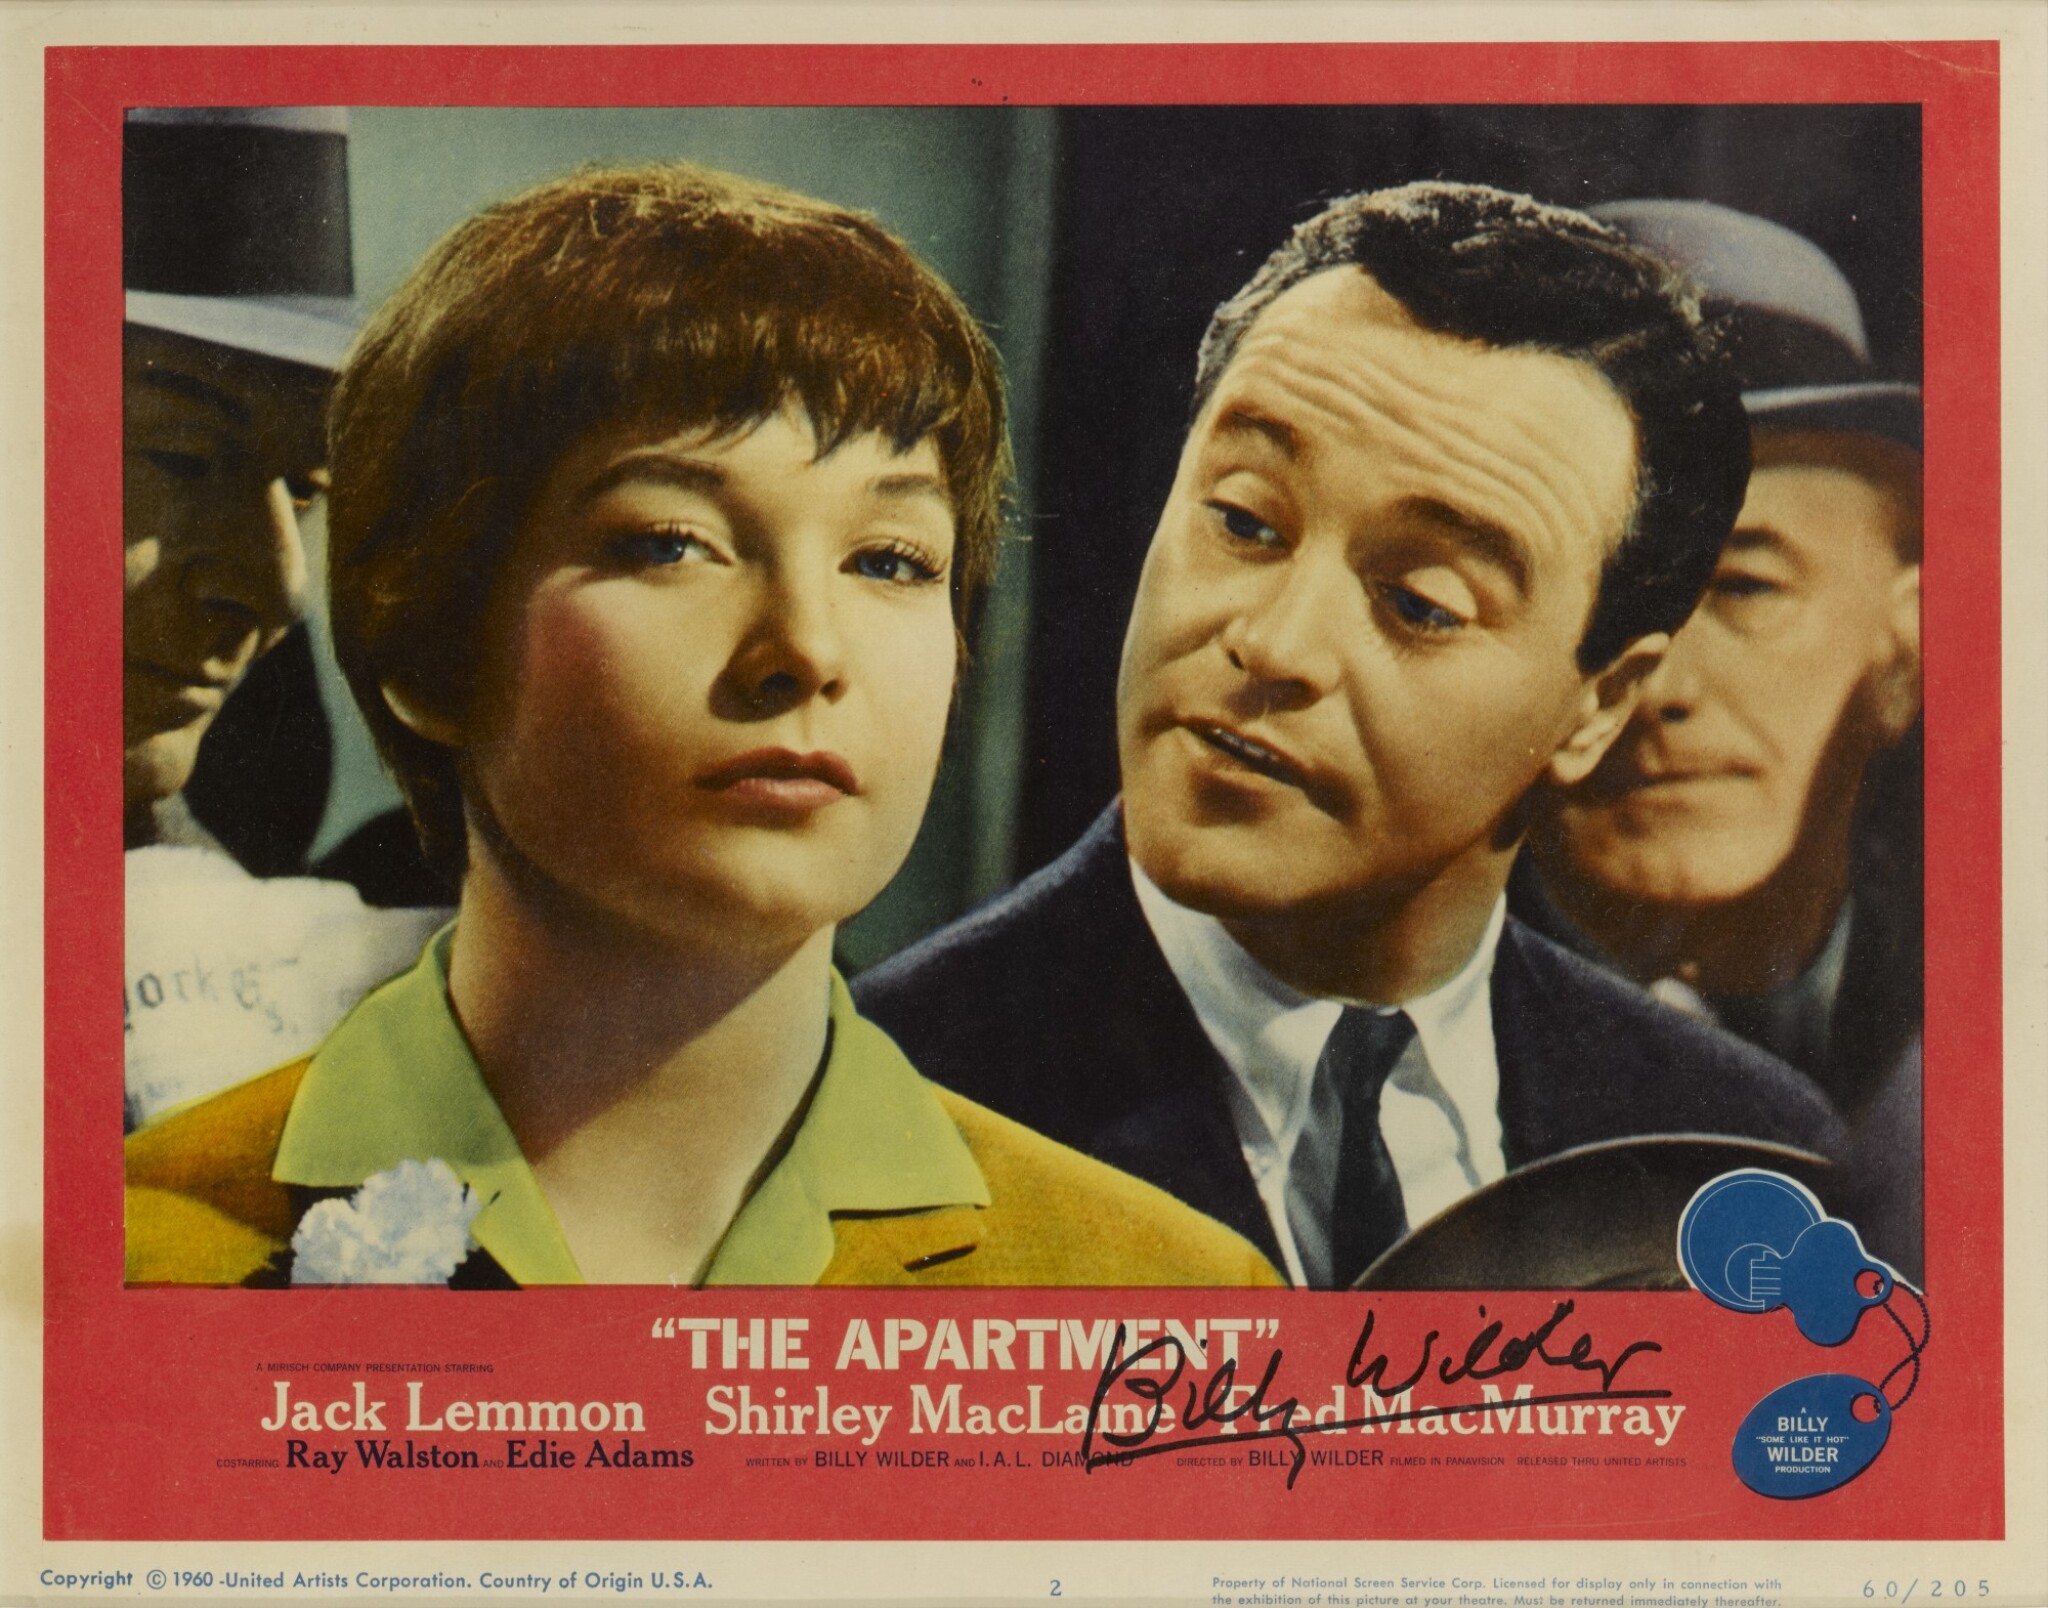 york
"THE APARTMENT"
A MIRISCH COMPANY PRESENTATION STARRING
Jack Lemmon Shirley MacLaine Fred MacMurray
Billy Wilder
COSTARRING Ray Walston AND Edie Adams WRITTEN BY BILLY WILDER AND I. A. L. DIAMOND DIRECTED BY BILLY WILDER FILMED IN PANAVISION RELEASED THRU UNITED ARTISTS
A
BILLY
"SOME LIKE IT HOT"
WILDER
PRODUCTION
Copyright © 1960 -United Artists Corporation. Country of Origin U.S.A.
2
Property of National Screen Service Corp. Licensed for display only in connection with
the exhibition of this picture at your theatre. Must be returned immediately thereafter.
60/205